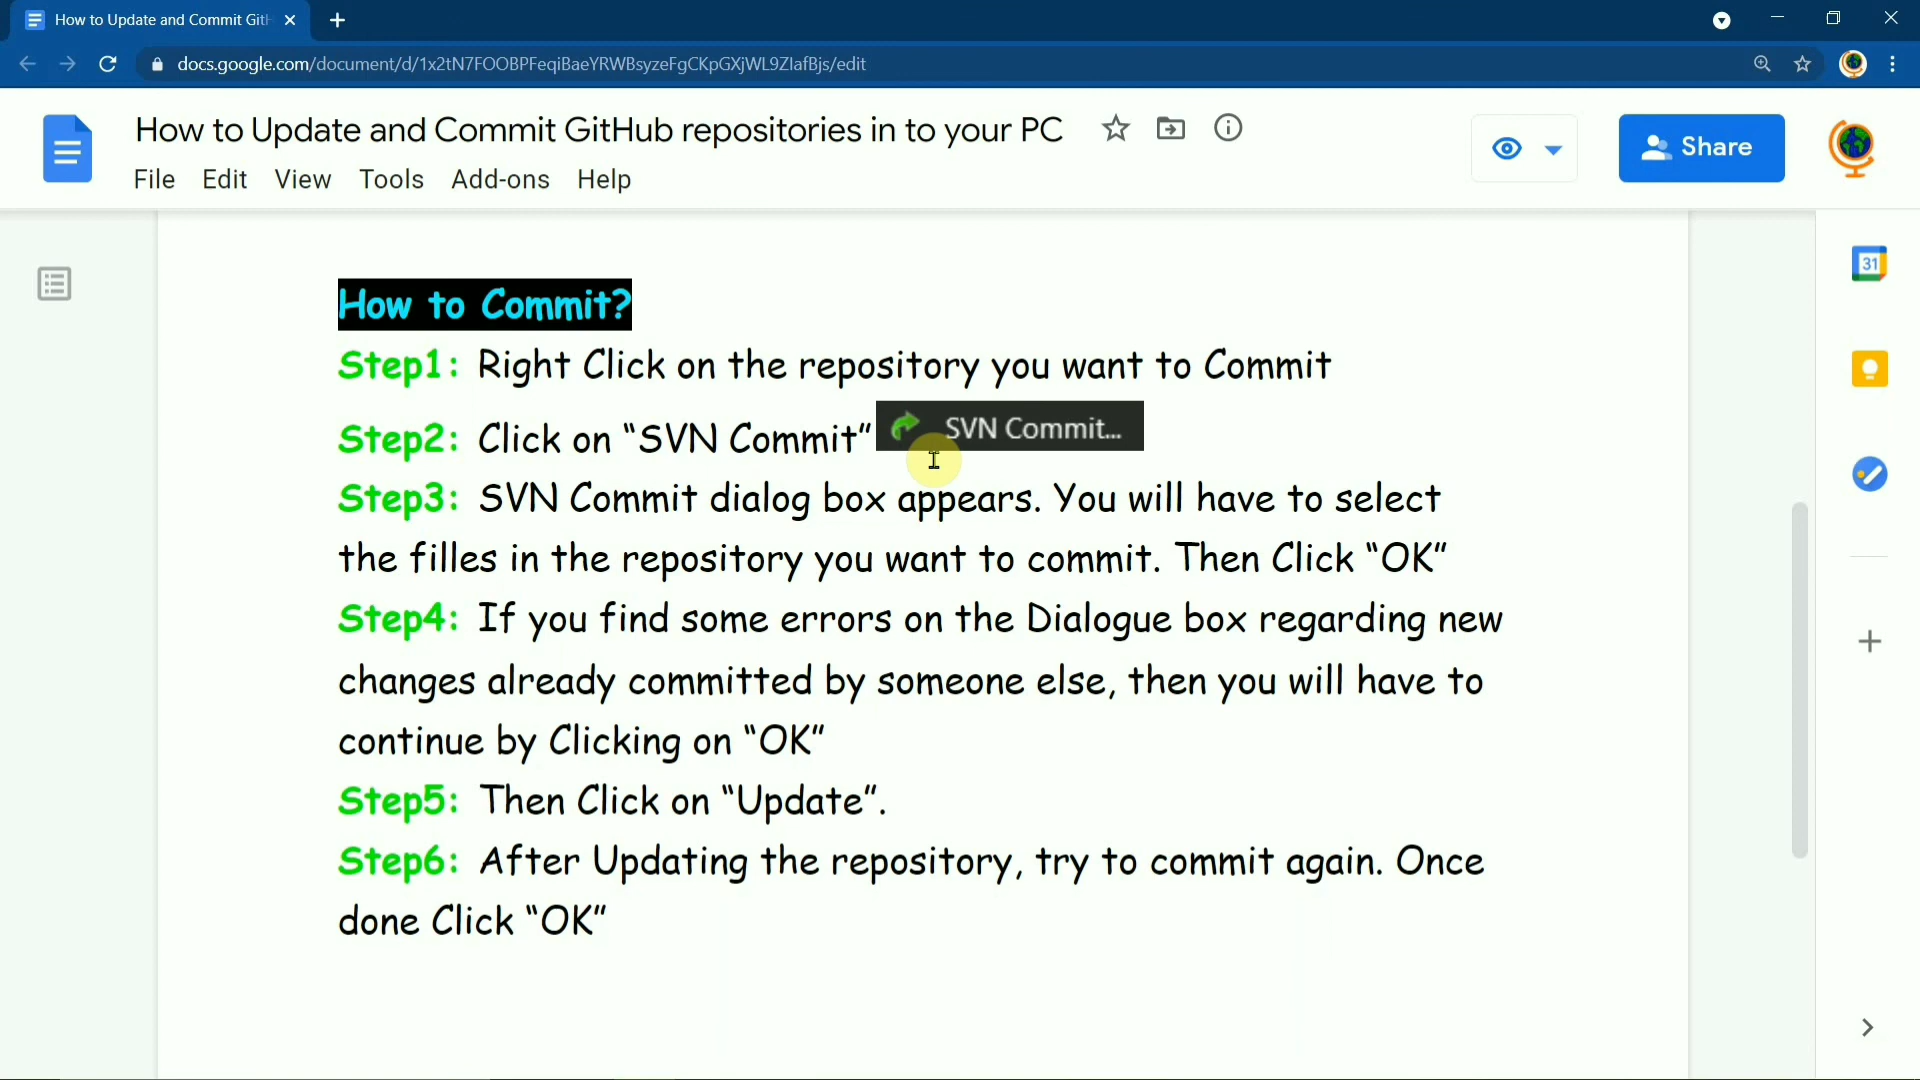 How to Update and Commit GitH
docs.google.com/document/d/1x2tN7FOOBPFeqiBaeYRWBsyzeFgCKpGXjWL9ZlafBjs/edit
How to Update and Commit GitHub repositories in to your PC
Share
File Edit View Tools Add-ons Help
31
How to Commit?
Step1: Right Click on the repository you want to Commit
Step2: Click on “SVN Commit” SVN Commit...
Step3: SVN Commit dialog box appears. You will have to select
the filles in the repository you want to commit. Then Click “OK”
Step4: If you find some errors on the Dialogue box regarding new
changes already committed by someone else, then you will have to
continue by Clicking on “OK”
Step5: Then Click on “Update”.
Step6: After Updating the repository, try to commit again. Once
done Click “OK”